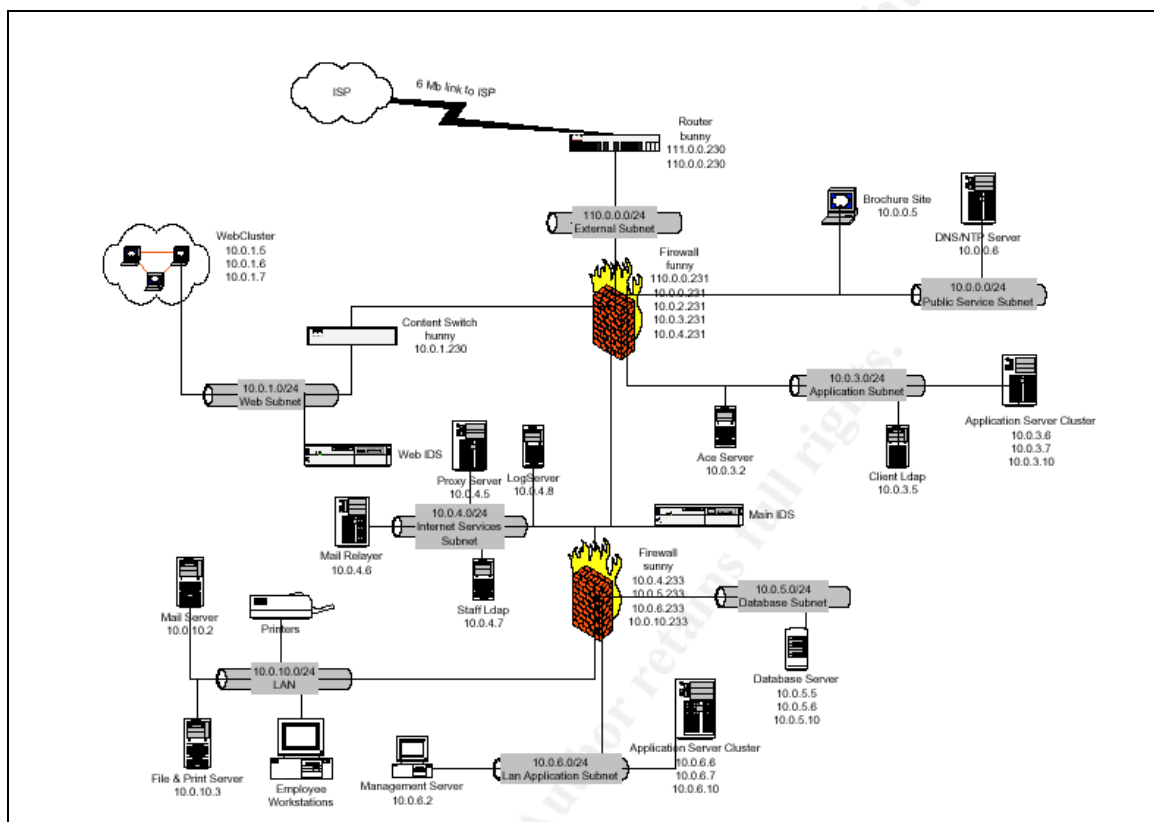 ISP
6 Mb link to ISP
Router
bunny
111.0.0.230
110.0.0.230
110.0.0.0/24
External Subnet
Brochure Site
10.0.0.5
DNS/NTP Server
10.0.0.6
10.0.0.0/24
Public Service Subnet
WebCluster
10.0.1.5
10.0.1.6
10.0.1.7
Firewall
funny
110.0.0.231
10.0.0.231
10.0.2.231
10.0.3.231
10.0.4.231
Content Switch
hunny
10.0.1.230
10.0.1.0/24
Web Subnet
Web IDS
10.0.3.0/24
Application Subnet
Application Server Cluster
10.0.3.6
10.0.3.7
10.0.3.10
Ace Server
10.0.3.2
Client Ldap
10.0.3.5
Proxy Server
10.0.4.5
LogServer
10.0.4.8
Main IDS
10.0.4.0/24
Internet Services
Subnet
Mail Relayer
10.0.4.6
Staff Ldap
10.0.4.7
Firewall
sunny
10.0.4.233
10.0.5.233
10.0.6.233
10.0.10.233
10.0.5.0/24
Database Subnet
Database Server
10.0.5.5
10.0.5.6
10.0.5.10
Mail Server
10.0.10.2
Printers
10.0.10.0/24
LAN
File & Print Server
10.0.10.3
Employee
Workstations
Management Server
10.0.6.2
10.0.6.0/24
Lan Application Subnet
Application Server Cluster
10.0.6.6
10.0.6.7
10.0.6.10
Author retains full rights.